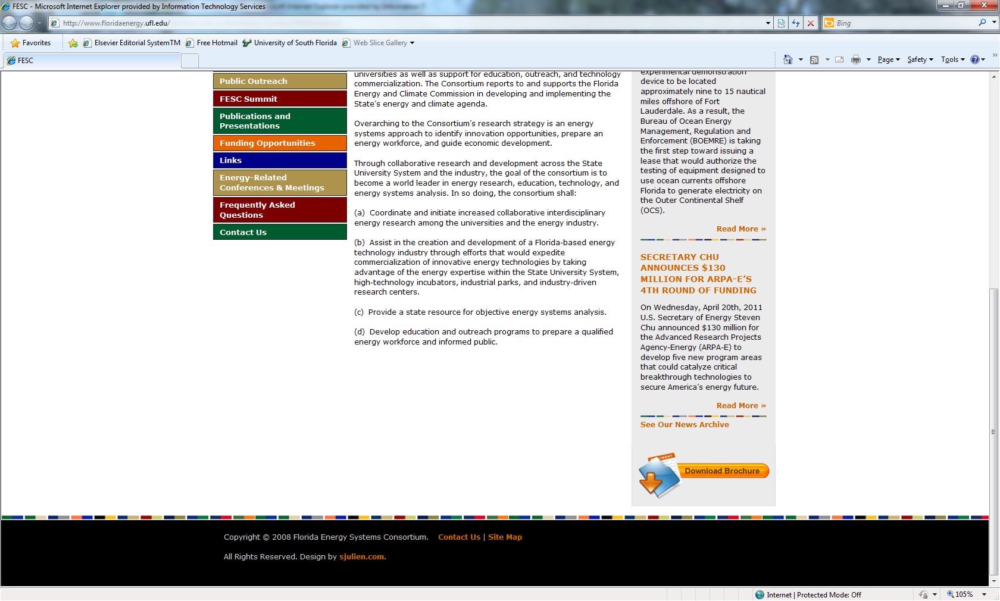 FESC - Microsoft Internet Explorer provided by Information Technology Services
http://www.floridaenergy.ufl.edu/
Bing
Favorites
Elsevier Editorial SystemTM
Free Hotmail
University of South Florida
Web Slice Gallery
FESC
Page
Safety
Tools
Public Outreach
FESC Summit
Publications and
Presentations
Funding Opportunities
Links
Energy-Related
Conferences & Meetings
Frequently Asked
Questions
Contact Us
universities as well as support for education, outreach, and technology
commercialization. The Consortium reports to and supports the Florida
Energy and Climate Commission in developing and implementing the
State's energy and climate agenda.
Overarching to the Consortium's research strategy is an energy
systems approach to identify innovation opportunities, prepare an
energy workforce, and guide economic development.
Through collaborative research and development across the State
University System and the industry, the goal of the consortium is to
become a world leader in energy research, education, technology, and
energy systems analysis. In so doing, the consortium shall:
(a) Coordinate and initiate increased collaborative interdisciplinary
energy research among the universities and the energy industry.
(b) Assist in the creation and development of a Florida-based energy
technology industry through efforts that would expedite
commercialization of innovative energy technologies by taking
advantage of the energy expertise within the State University System,
high-technology incubators, industrial parks, and industry-driven
research centers.
(c) Provide a state resource for objective energy systems analysis.
(d) Develop education and outreach programs to prepare a qualified
energy workforce and informed public.
experimental demonstration
device to be located
approximately nine to 15 nautical
miles offshore of Fort
Lauderdale. As a result, the
Bureau of Ocean Energy
Management, Regulation and
Enforcement (BOEMRE) is taking
the first step toward issuing a
lease that would authorize the
testing of equipment designed to
use ocean currents offshore
Florida to generate electricity on
the Outer Continental Shelf
(OCS).
Read More »
SECRETARY CHU
ANNOUNCES $130
MILLION FOR ARPA-E'S
4TH ROUND OF FUNDING
On Wednesday, April 20th, 2011
U.S. Secretary of Energy Steven
Chu announced $130 million for
the Advanced Research Projects
Agency-Energy (ARPA-E) to
develop five new program areas
that could catalyze critical
breakthrough technologies to
secure America's energy future.
Read More »
See Our News Archive
Download Brochure
Copyright © 2008 Florida Energy Systems Consortium. Contact Us | Site Map
All Rights Reserved. Design by sjulien.com.
Internet | Protected Mode: Off
105%